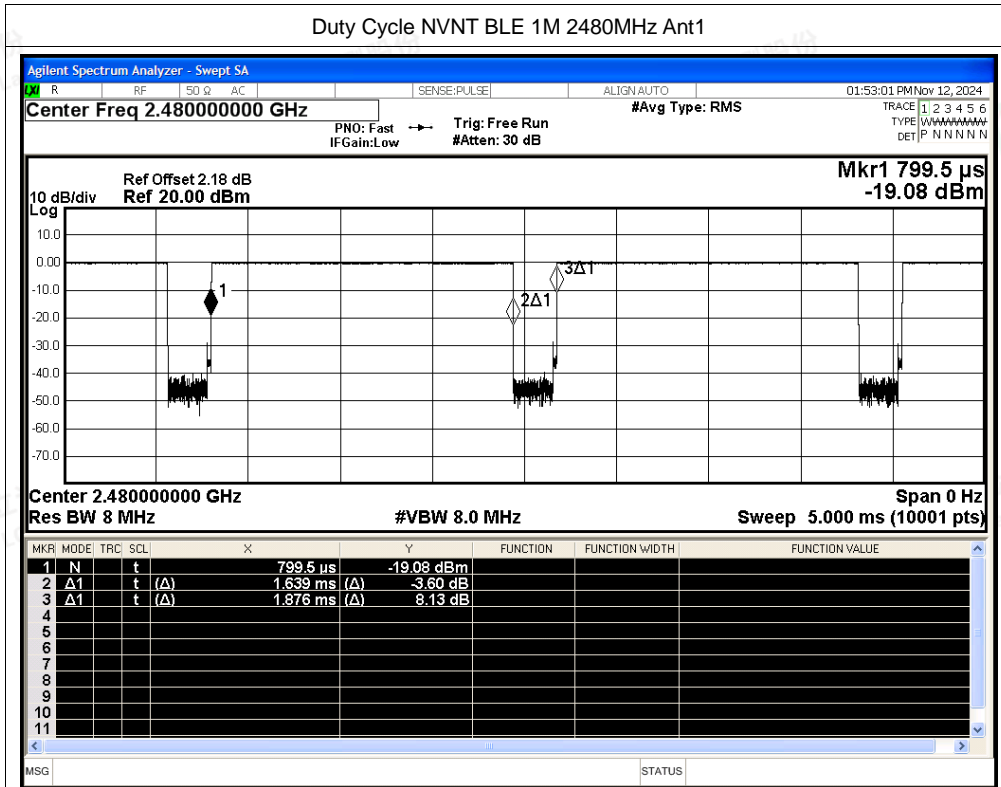 Duty Cycle NVNT BLE 1M 2480MHz Ant1
Agilent Spectrum Analyzer - Swept SA
LXI R RF 50 Ω AC SENSE:PULSE ALIGN AUTO 01:53:01 PM Nov 12, 2024
Center Freq 2.480000000 GHz #Avg Type: RMS TRACE 1 2 3 4 5 6
PNO: Fast Trig: Free Run TYPE WWWWWW
IFGain:Low #Atten: 30 dB DET P N N N N N
Mkr1 799.5 µs
Ref Offset 2.18 dB
-19.08 dBm
10 dB/div Ref 20.00 dBm
Log
10.0
0.00
3Δ1
-10.0
1
2Δ1
-20.0
-30.0
-40.0
-50.0
-60.0
-70.0
Center 2.480000000 GHz Span 0 Hz
Res BW 8 MHz #VBW 8.0 MHz Sweep 5.000 ms (10001 pts)
MKR MODE TRC SCL X Y FUNCTION FUNCTION WIDTH FUNCTION VALUE
1 N t 799.5 µs -19.08 dBm
2 Δ1 t (Δ) 1.639 ms (Δ) -3.60 dB
3 Δ1 t (Δ) 1.876 ms (Δ) 8.13 dB
4
5
6
7
8
9
10
11
MSG STATUS